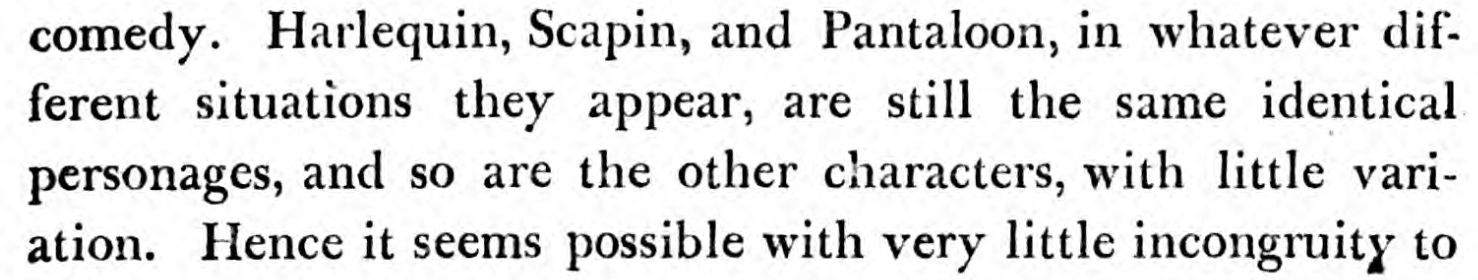 comedy. Harlequin, Scapin, and Pantaloon, in whatever dif-
ferent situations they appear, are still the same identical
personages, and so are the other characters, with little vari-
ation. Hence it seems possible with very little incongruity to